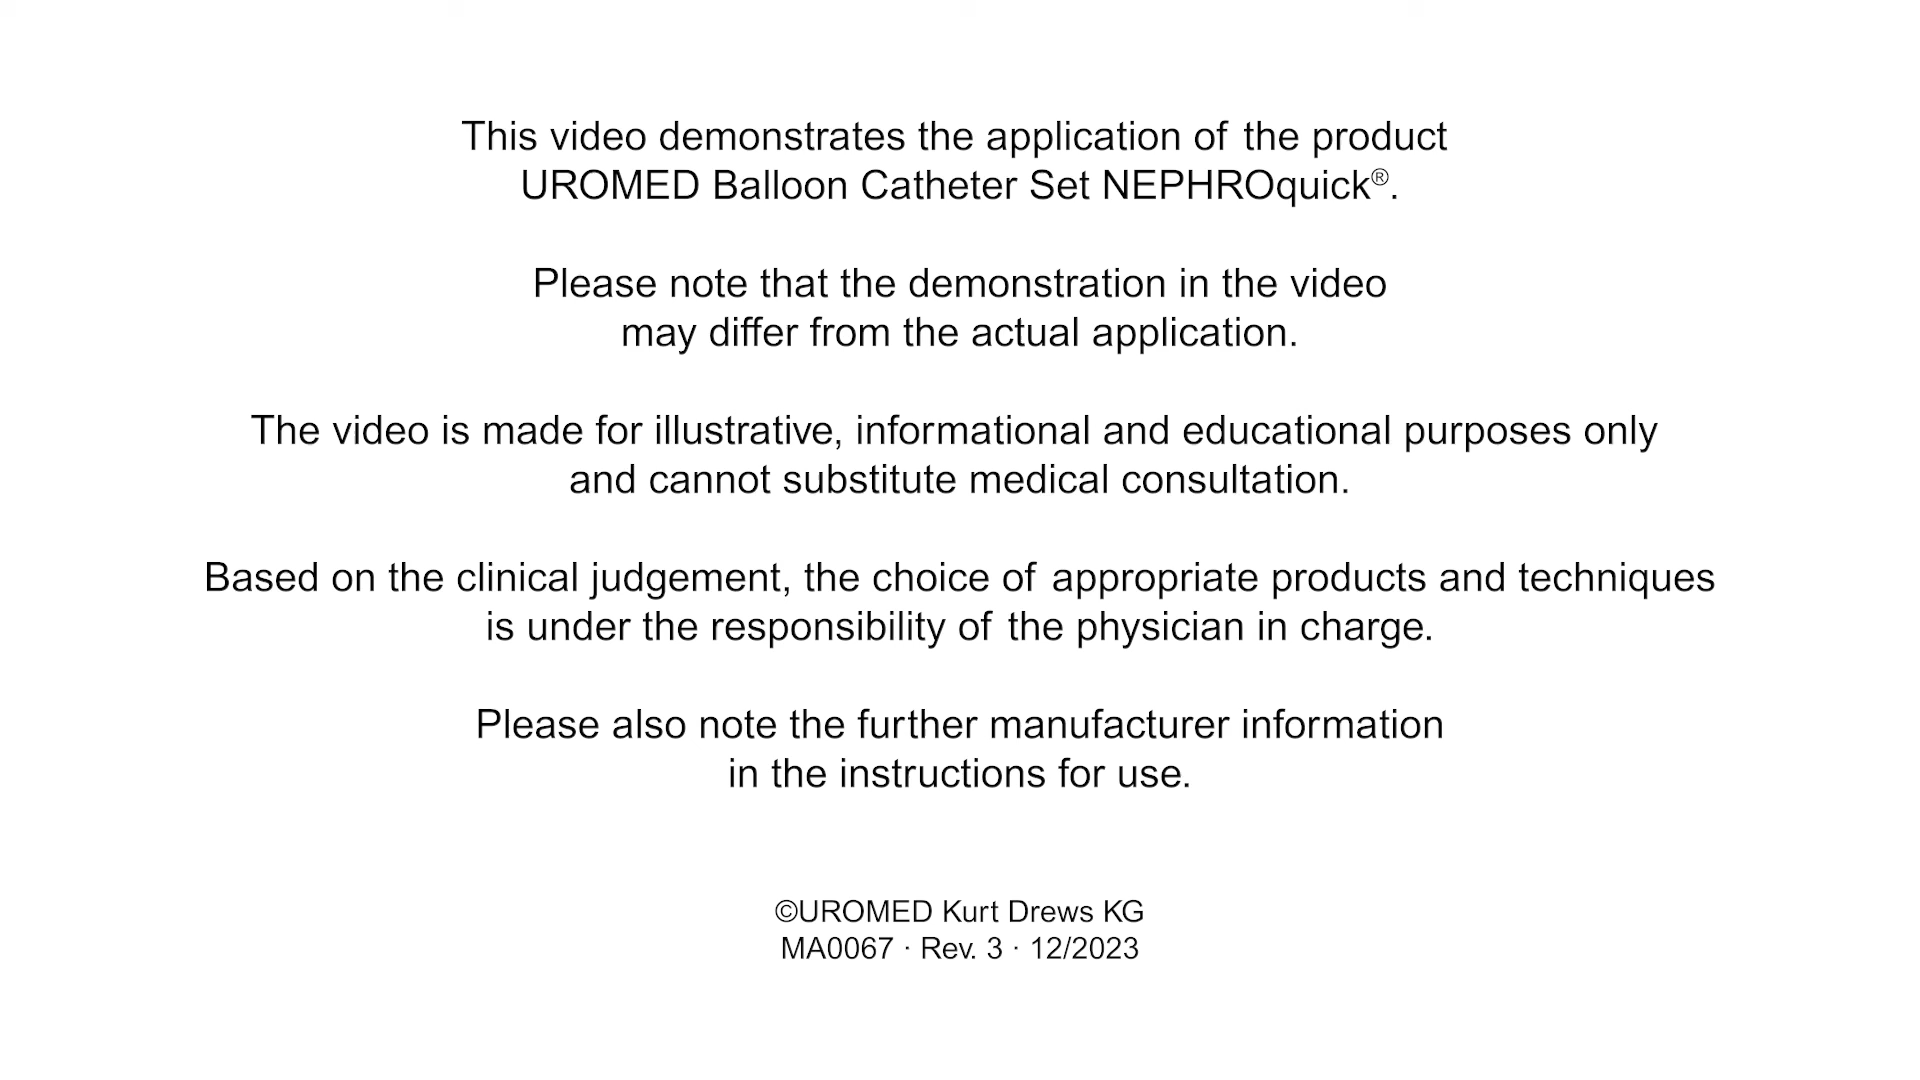 This video demonstrates the application of the product
UROMED Balloon Catheter Set NEPHROquick®.
Please note that the demonstration in the video
may differ from the actual application.
The video is made for illustrative, informational and educational purposes only
and cannot substitute medical consultation.
Based on the clinical judgement, the choice of appropriate products and techniques
is under the responsibility of the physician in charge.
Please also note the further manufacturer information
in the instructions for use.
©UROMED Kurt Drews KG
MA0067 · Rev. 3 · 12/2023